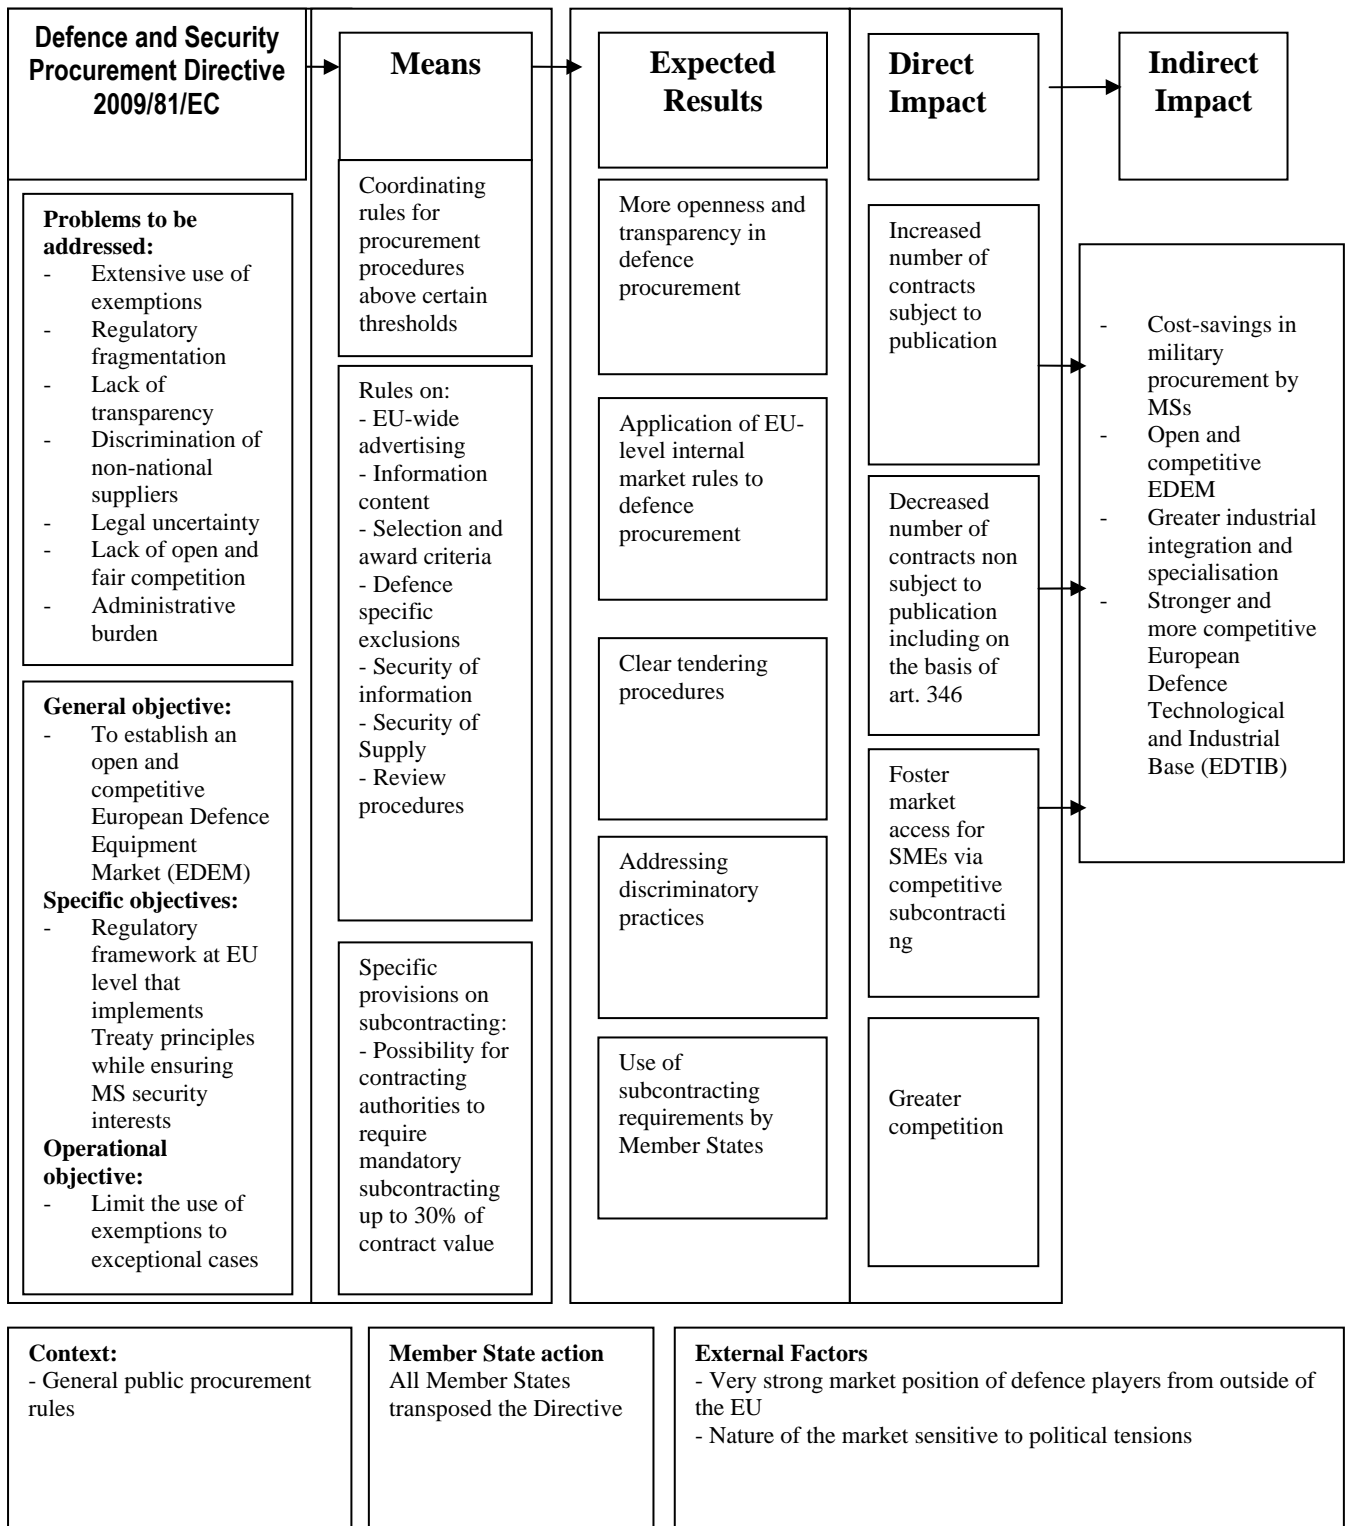 Defence and Security
Procurement Directive
2009/81/EC
Problems to be
addressed:
- Extensive use of
exemptions
- Regulatory
fragmentation
- Lack of
transparency
- Discrimination of
non-national
suppliers
- Legal uncertainty
- Lack of open and
fair competition
- Administrative
burden
General objective:
- To establish an
open and
competitive
European Defence
Equipment
Market (EDEM)
Specific objectives:
- Regulatory
framework at EU
level that
implements
Treaty principles
while ensuring
MS security
interests
Operational
objective:
- Limit the use of
exemptions to
exceptional cases
Means
Coordinating
rules for
procurement
procedures
above certain
thresholds
Rules on:
- EU-wide
advertising
- Information
content
- Selection and
award criteria
- Defence
specific
exclusions
- Security of
information
- Security of
Supply
- Review
procedures
Specific
provisions on
subcontracting:
- Possibility for
contracting
authorities to
require
mandatory
subcontracting
up to 30% of
contract value
Expected
Results
More openness and
transparency in
defence
procurement
Application of EU-
level internal
market rules to
defence
procurement
Clear tendering
procedures
Addressing
discriminatory
practices
Use of
subcontracting
requirements by
Member States
Direct
Impact
Increased
number of
contracts
subject to
publication
Decreased
number of
contracts non
subject to
publication
including on
the basis of
art. 346
Foster
market
access for
SMEs via
competitive
subcontracti
ng
Greater
competition
Indirect
Impact
- Cost-savings in
military
procurement by
MSs
- Open and
competitive
EDEM
- Greater industrial
integration and
specialisation
- Stronger and
more competitive
European
Defence
Technological
and Industrial
Base (EDTIB)
Context:
- General public procurement
rules
Member State action
All Member States
transposed the Directive
External Factors
- Very strong market position of defence players from outside of
the EU
- Nature of the market sensitive to political tensions